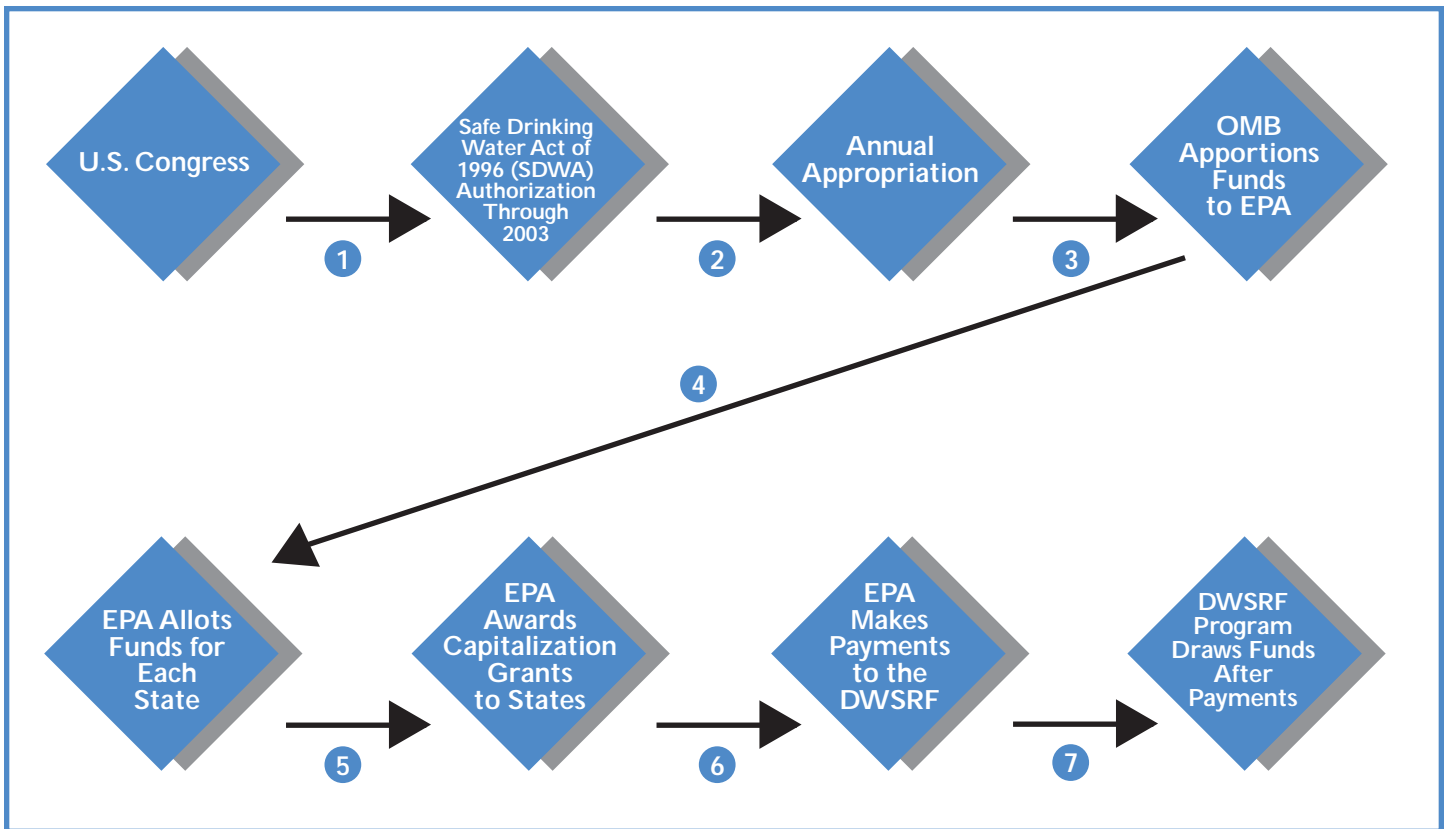 U.S. Congress
Safe Drinking
Water Act of
1996 (SDWA)
Authorization
Through
2003
Annual
Appropriation
OMB
Apportions
Funds
to EPA
1
2
3
4
EPA Allots
Funds for
Each
State
EPA
Awards
Capitalization
Grants
to States
EPA
Makes
Payments
to the
DWSRF
DWSRF
Program
Draws Funds
After
Payments
5
6
7